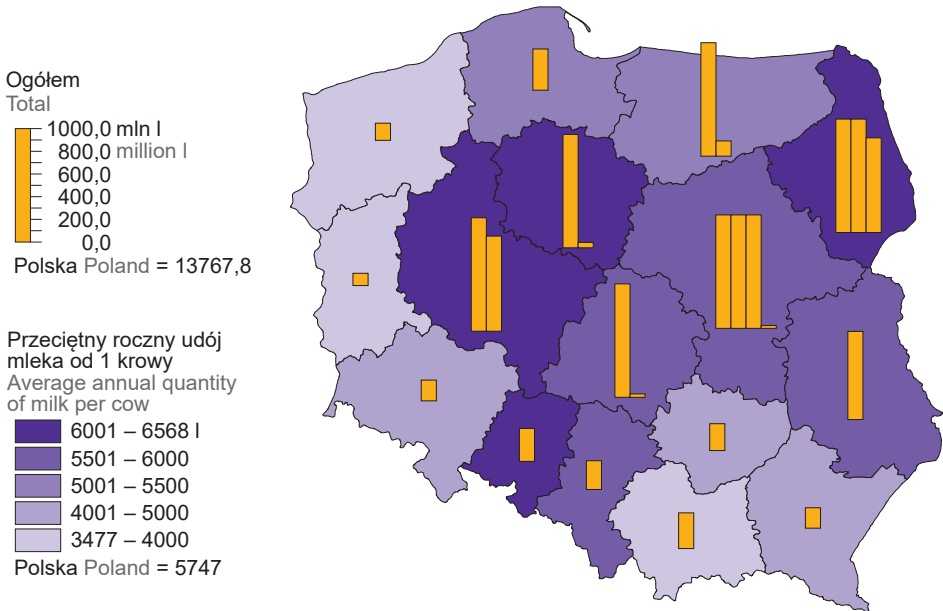 Ogółem
Total
1000,0 mln l
800,0 million l
600,0
400,0
200,0
0,0
Polska Poland = 13767,8
Przeciętny roczny udój
mleka od 1 krowy
Average annual quantity
of milk per cow
6001 – 6568 l
5501 – 6000
5001 – 5500
4001 – 5000
3477 – 4000
Polska Poland = 5747